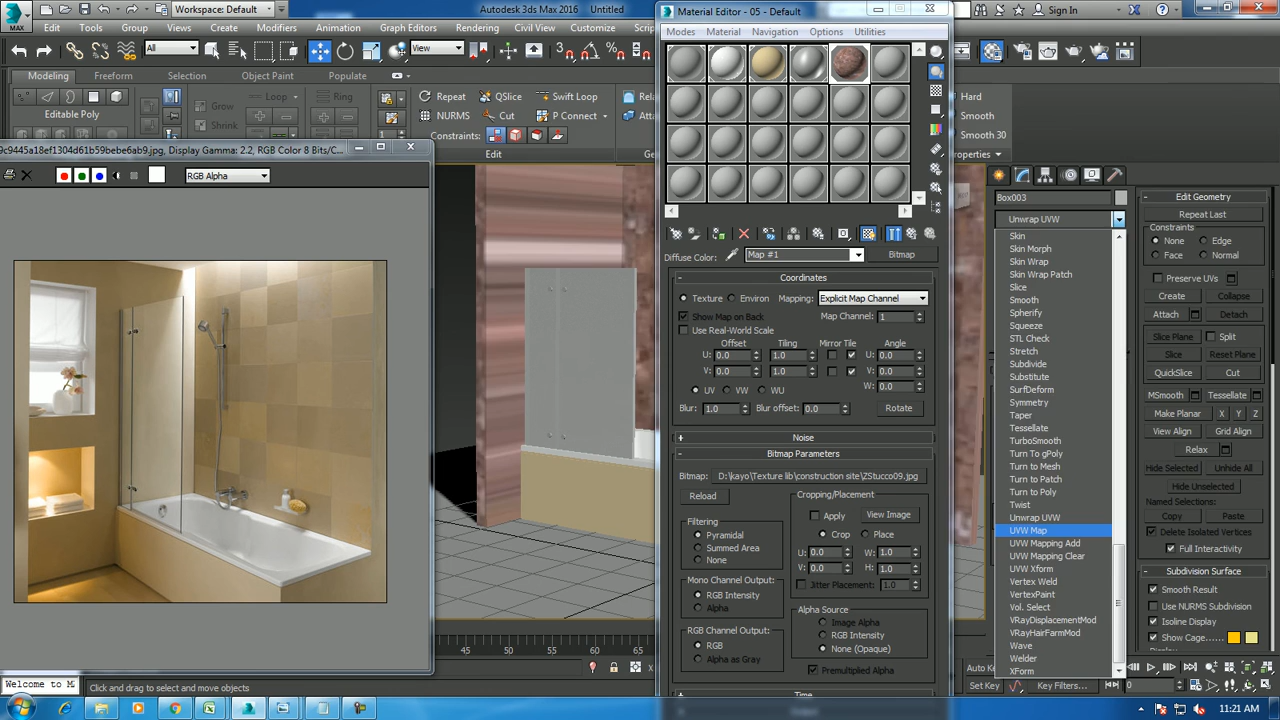 MAX
Workspace: Default
Autodesk 3ds Max 2016
Untitled
Sign In
Edit
Tools
Group
Views
Create
Modifiers
Animation
Graph Editors
Rendering
Civil View
Customize
All
View
Modeling
Freeform
Selection
Object Paint
Populate
Edit Poly
Grow
Shrink
Loop
Ring
Repeat
QSlice
Swift Loop
NURMS
Cut
P Connect
Constraints:
Edit
Hard
Smooth
Smooth 30
Properties
9c9445a18ef1304d61b59bebe6ab9.jpg, Display Gamma: 2.2, RGB Color 8 Bits/C...
RGB Alpha
Material Editor - 05 - Default
Modes
Material
Navigation
Options
Utilities
Diffuse Color:
Map #1
Bitmap
Coordinates
Texture
Environ
Mapping:
Explicit Map Channel
Show Map on Back
Map Channel:
1
Use Real-World Scale
Offset
Tiling
Mirror Tile
Angle
U: 0.0
1.0
U: 0.0
V: 0.0
1.0
V: 0.0
W: 0.0
UV
VW
WU
Blur: 1.0
Blur offset: 0.0
Rotate
Noise
Bitmap Parameters
Bitmap:
D:\kayo\Texture lib\construction site\ZStucco09.jpg
Reload
Cropping/Placement
Apply
View Image
Filtering
Pyramidal
Summed Area
None
Crop
Place
U: 0.0
W: 1.0
V: 0.0
H: 1.0
Jitter Placement:
1.0
Mono Channel Output:
RGB Intensity
Alpha
Alpha Source
Image Alpha
RGB Intensity
None (Opaque)
RGB Channel Output:
RGB
Alpha as Gray
Premultiplied Alpha
Time
Box003
Unwrap UVW
Skin
Skin Morph
Skin Wrap
Skin Wrap Patch
Slice
Smooth
Spherify
Squeeze
STL Check
Stretch
Subdivide
Substitute
SurfDeform
Symmetry
Taper
Tessellate
TurboSmooth
Turn To gPoly
Turn to Mesh
Turn to Patch
Turn to Poly
Twist
Unwrap UVW
UVW Map
UVW Mapping Add
UVW Mapping Clear
UVW Xform
Vertex Weld
VertexPaint
Vol. Select
VRayDisplacementMod
VRayHairFarmMod
Wave
Welder
XForm
Edit Geometry
Repeat Last
Constraints
None
Edge
Face
Normal
Preserve UVs
Create
Collapse
Attach
Detach
Slice Plane
Split
Slice
Reset Plane
QuickSlice
Cut
MSmooth
Tessellate
Make Planar
X
Y
Z
View Align
Grid Align
Relax
Hide Selected
Unhide All
Hide Unselected
Named Selections:
Copy
Paste
Delete Isolated Vertices
Full Interactivity
Subdivision Surface
Smooth Result
Use NURMS Subdivision
Isoline Display
Show Cage......
45
50
55
60
65
Welcome to M
Click and drag to select and move objects
Set Key
Key Filters...
0
11:21 AM